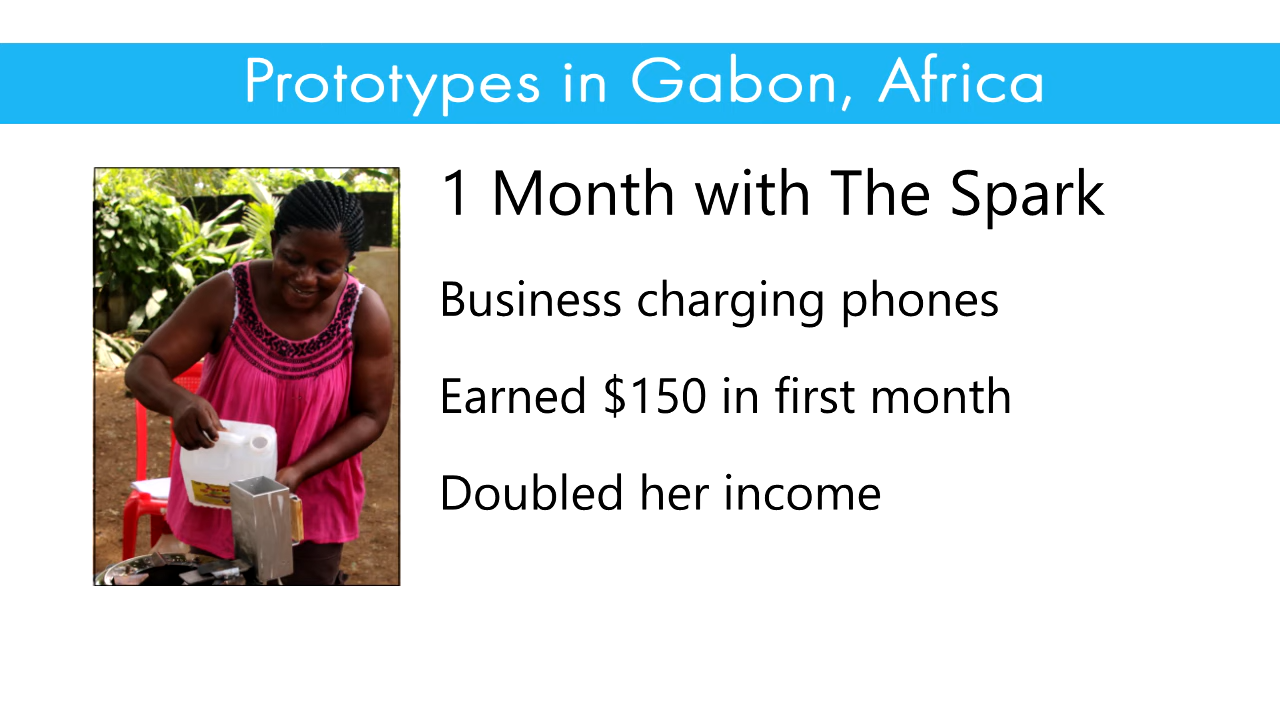 Prototypes in Gabon, Africa
1 Month with The Spark
Business charging phones
Earned $150 in first month
Doubled her income